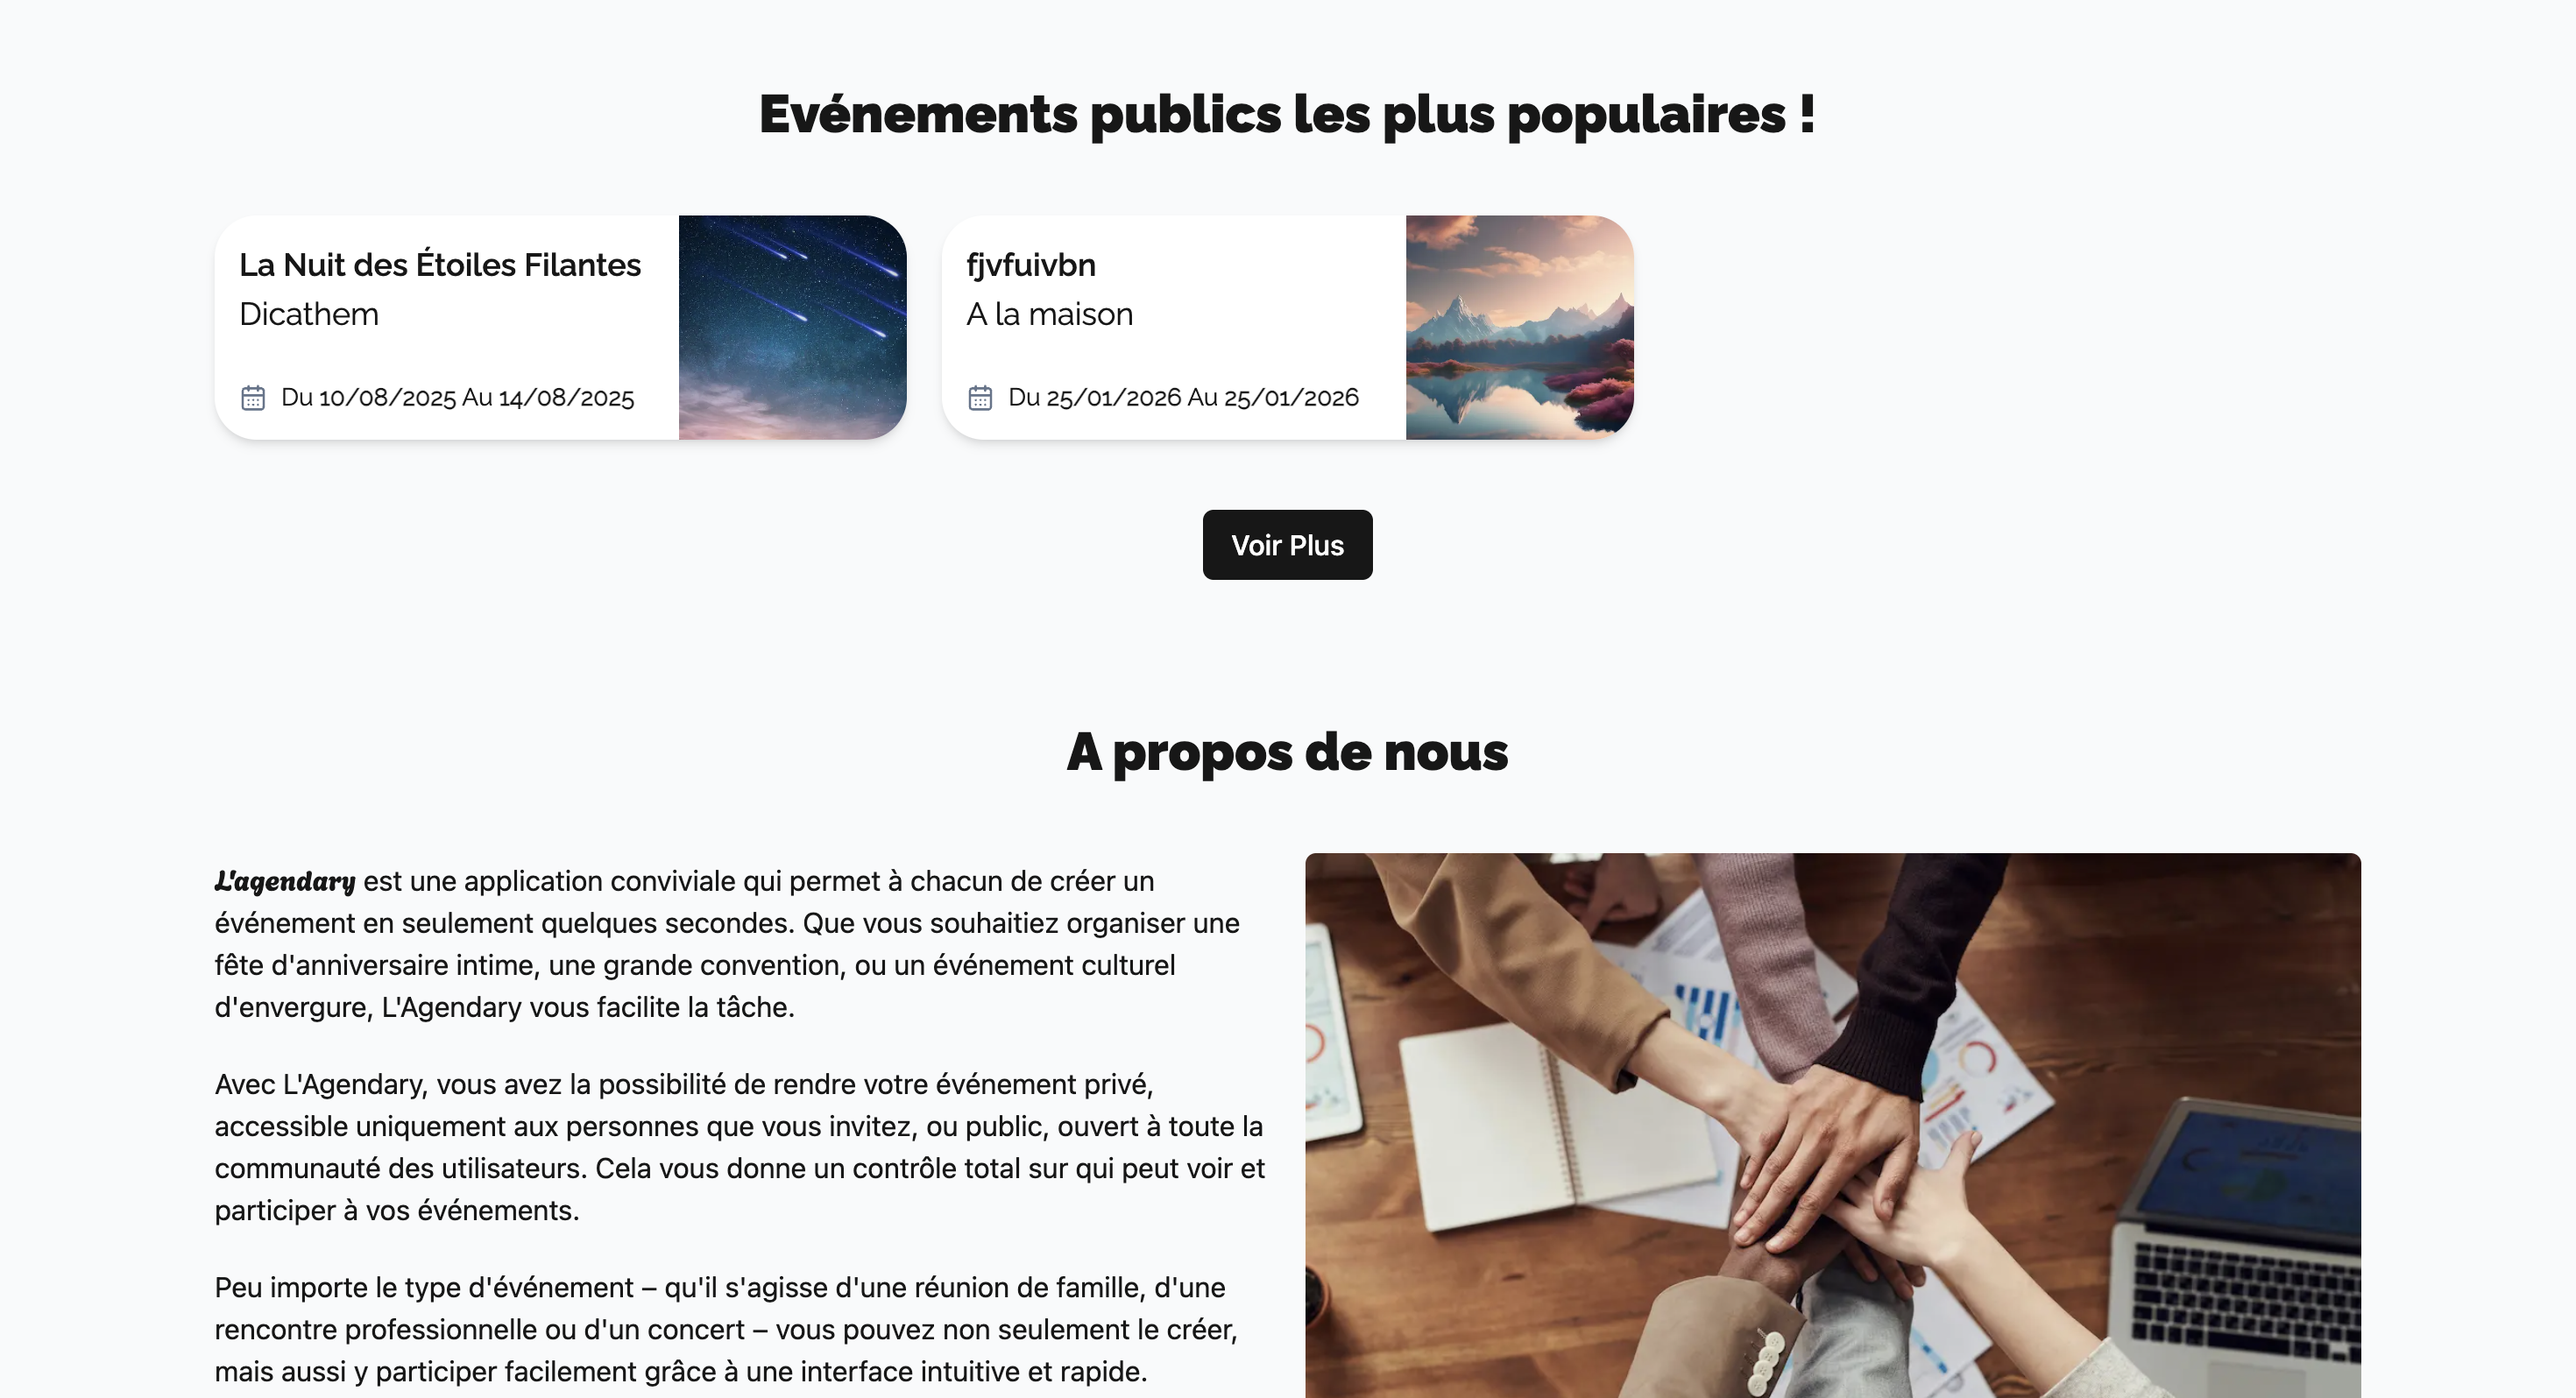 Evénements publics les plus populaires !
La Nuit des Étoiles Filantes
Dicathem
Du 10/08/2025 Au 14/08/2025
fjvfuivbn
A la maison
Du 25/01/2026 Au 25/01/2026
Voir Plus
A propos de nous
L'agendary est une application conviviale qui permet à chacun de créer un
événement en seulement quelques secondes. Que vous souhaitiez organiser une
fête d'anniversaire intime, une grande convention, ou un événement culturel
d'envergure, L'Agendary vous facilite la tâche.
Avec L'Agendary, vous avez la possibilité de rendre votre événement privé,
accessible uniquement aux personnes que vous invitez, ou public, ouvert à toute la
communauté des utilisateurs. Cela vous donne un contrôle total sur qui peut voir et
participer à vos événements.
Peu importe le type d'événement – qu'il s'agisse d'une réunion de famille, d'une
rencontre professionnelle ou d'un concert – vous pouvez non seulement le créer,
mais aussi y participer facilement grâce à une interface intuitive et rapide.